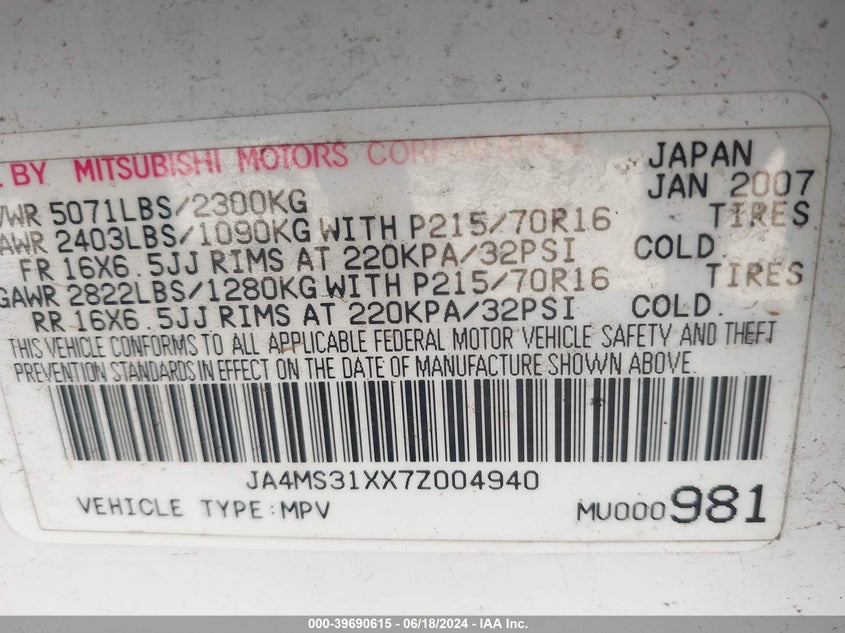 BY MITSUBISHI MOTORS CORPORATION JAPAN
JAN 2007
VWR 5071LBS/2300KG
AWR 2403LBS/1090KG WITH P215/70R16 TIRES
FR 16X6.5JJ RIMS AT 220KPA/32PSI COLD.
GAWR 2822LBS/1280KG WITH P215/70R16 TIRES
RR 16X6.5JJ RIMS AT 220KPA/32PSI COLD.
THIS VEHICLE CONFORMS TO ALL APPLICABLE FEDERAL MOTOR VEHICLE SAFETY AND THEFT
PREVENTION STANDARDS IN EFFECT ON THE DATE OF MANUFACTURE SHOWN ABOVE.
JA4MS31XX7Z004940
VEHICLE TYPE:MPV MU000981
000-39690615 - 06/18/2024 - IAA Inc.